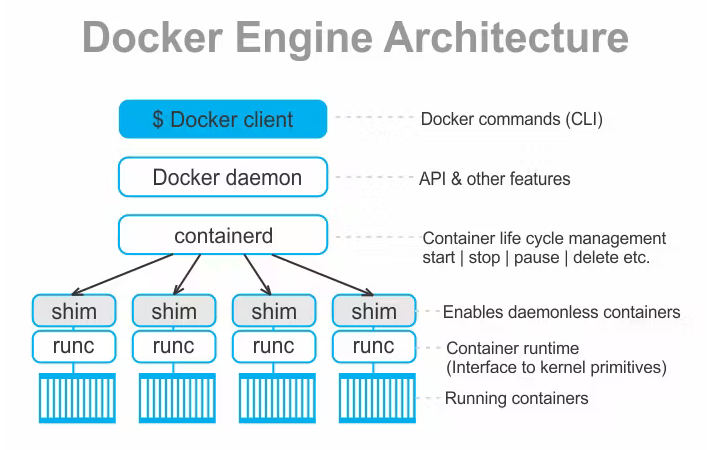 Docker Engine Architecture
$ Docker client
Docker commands (CLI)
Docker daemon
API & other features
containerd
Container life cycle management
start | stop | pause | delete etc.
shim shim shim shim
Enables daemonless containers
runc runc runc runc
Container runtime
(Interface to kernel primitives)
Running containers